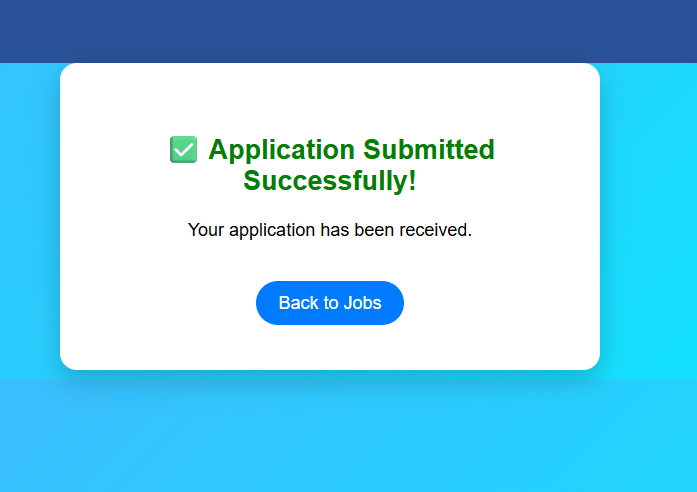 ✅ Application Submitted
Successfully!
Your application has been received.
Back to Jobs